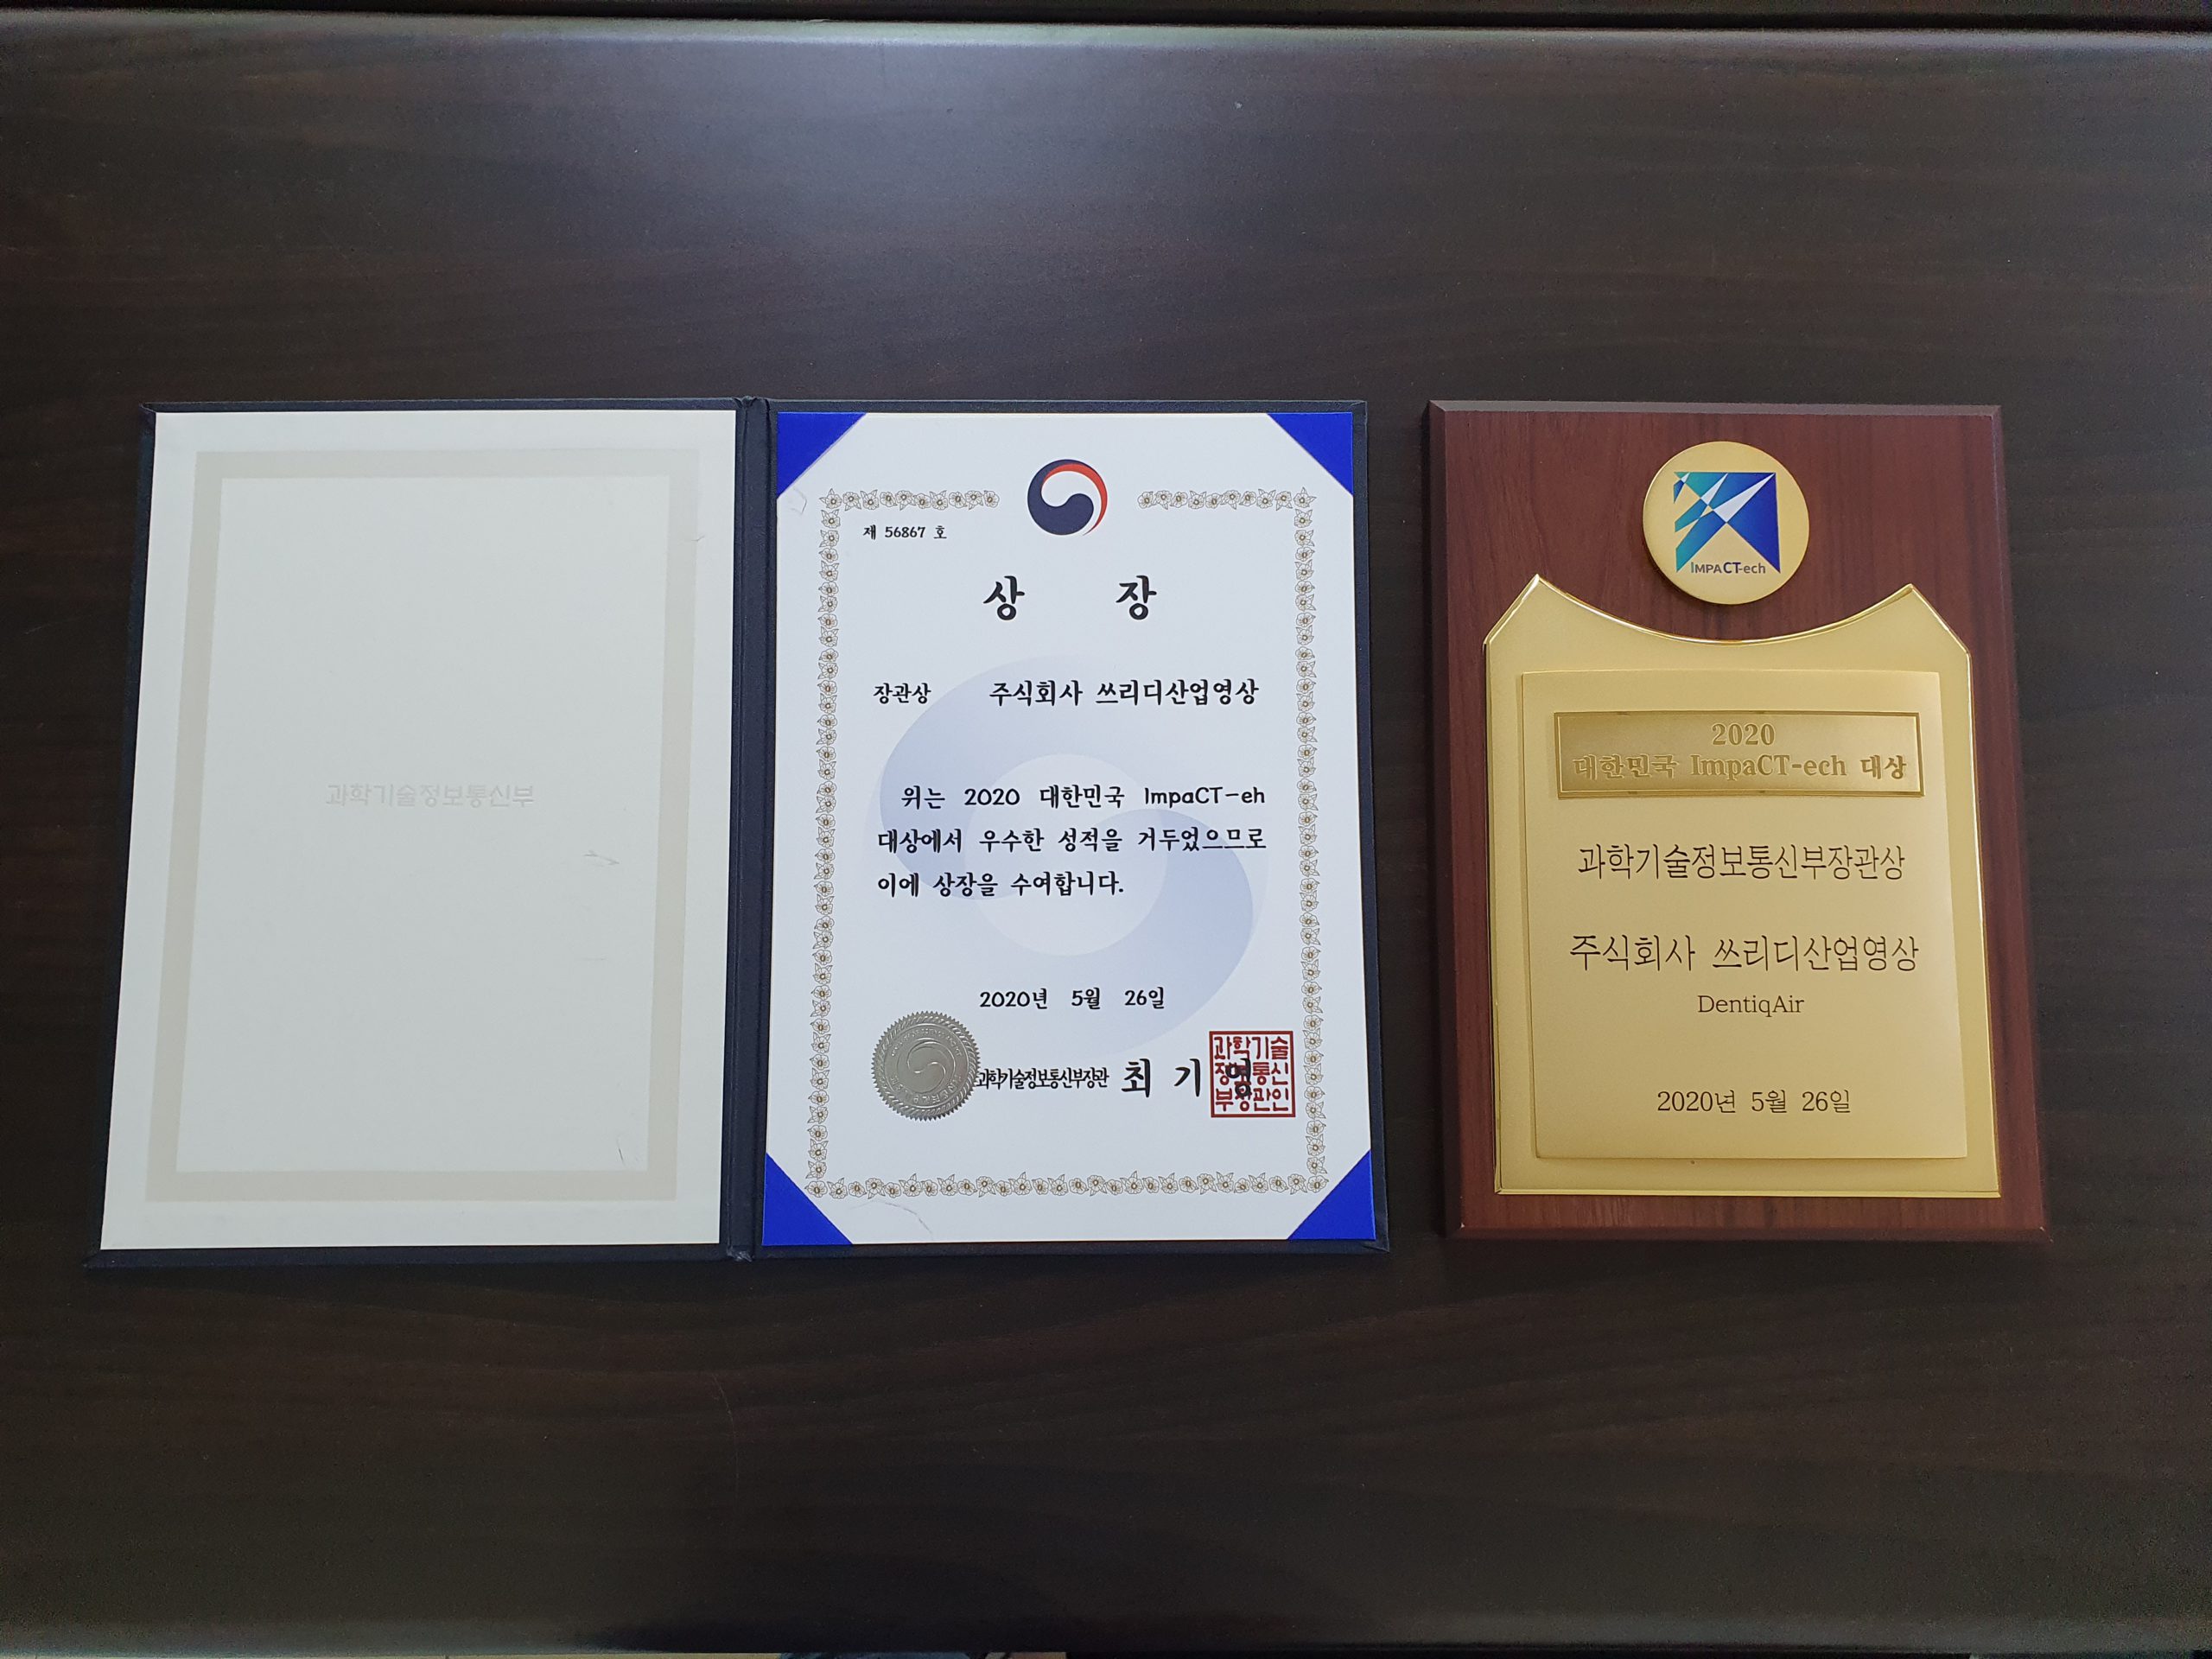 과학기술정보통신부
제 56867 호
상 장
장관상 주식회사 쓰리디산업영상
위는 2020 대한민국 ImpaCT-eh
대상에서 우수한 성적을 거두었으므로
이에 상장을 수여합니다.
2020년 5월 26일
과학기술정보통신부장관 최 기 영
과학기술
정보통신
부장관인
IMPACT-ech
2020
대한민국 ImpaCT-ech 대상
과학기술정보통신부장관상
주식회사 쓰리디산업영상
DentiqAir
2020년 5월 26일